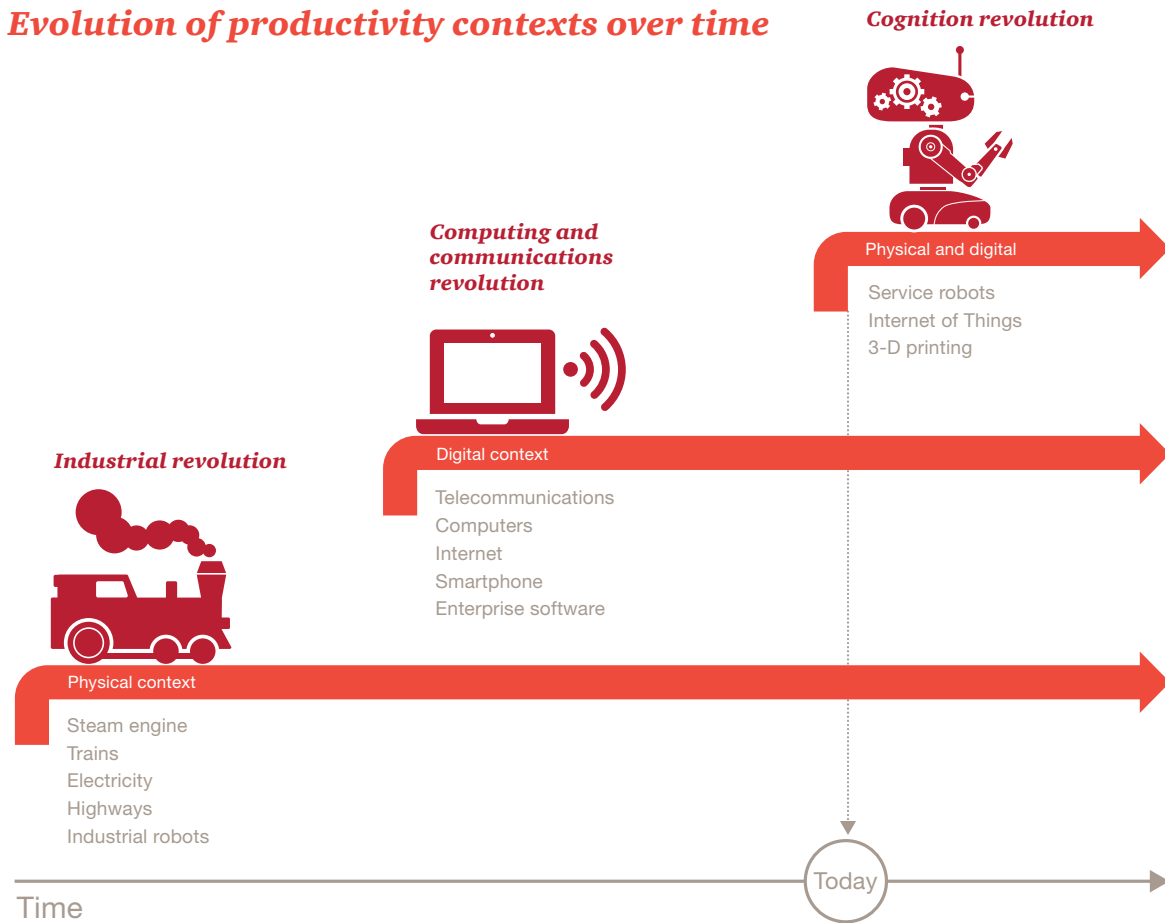 Evolution of productivity contexts over time
Cognition revolution
Physical and digital
Service robots
Internet of Things
3-D printing
Computing and
communications
revolution
Digital context
Telecommunications
Computers
Internet
Smartphone
Enterprise software
Industrial revolution
Physical context
Steam engine
Trains
Electricity
Highways
Industrial robots
Today
Time